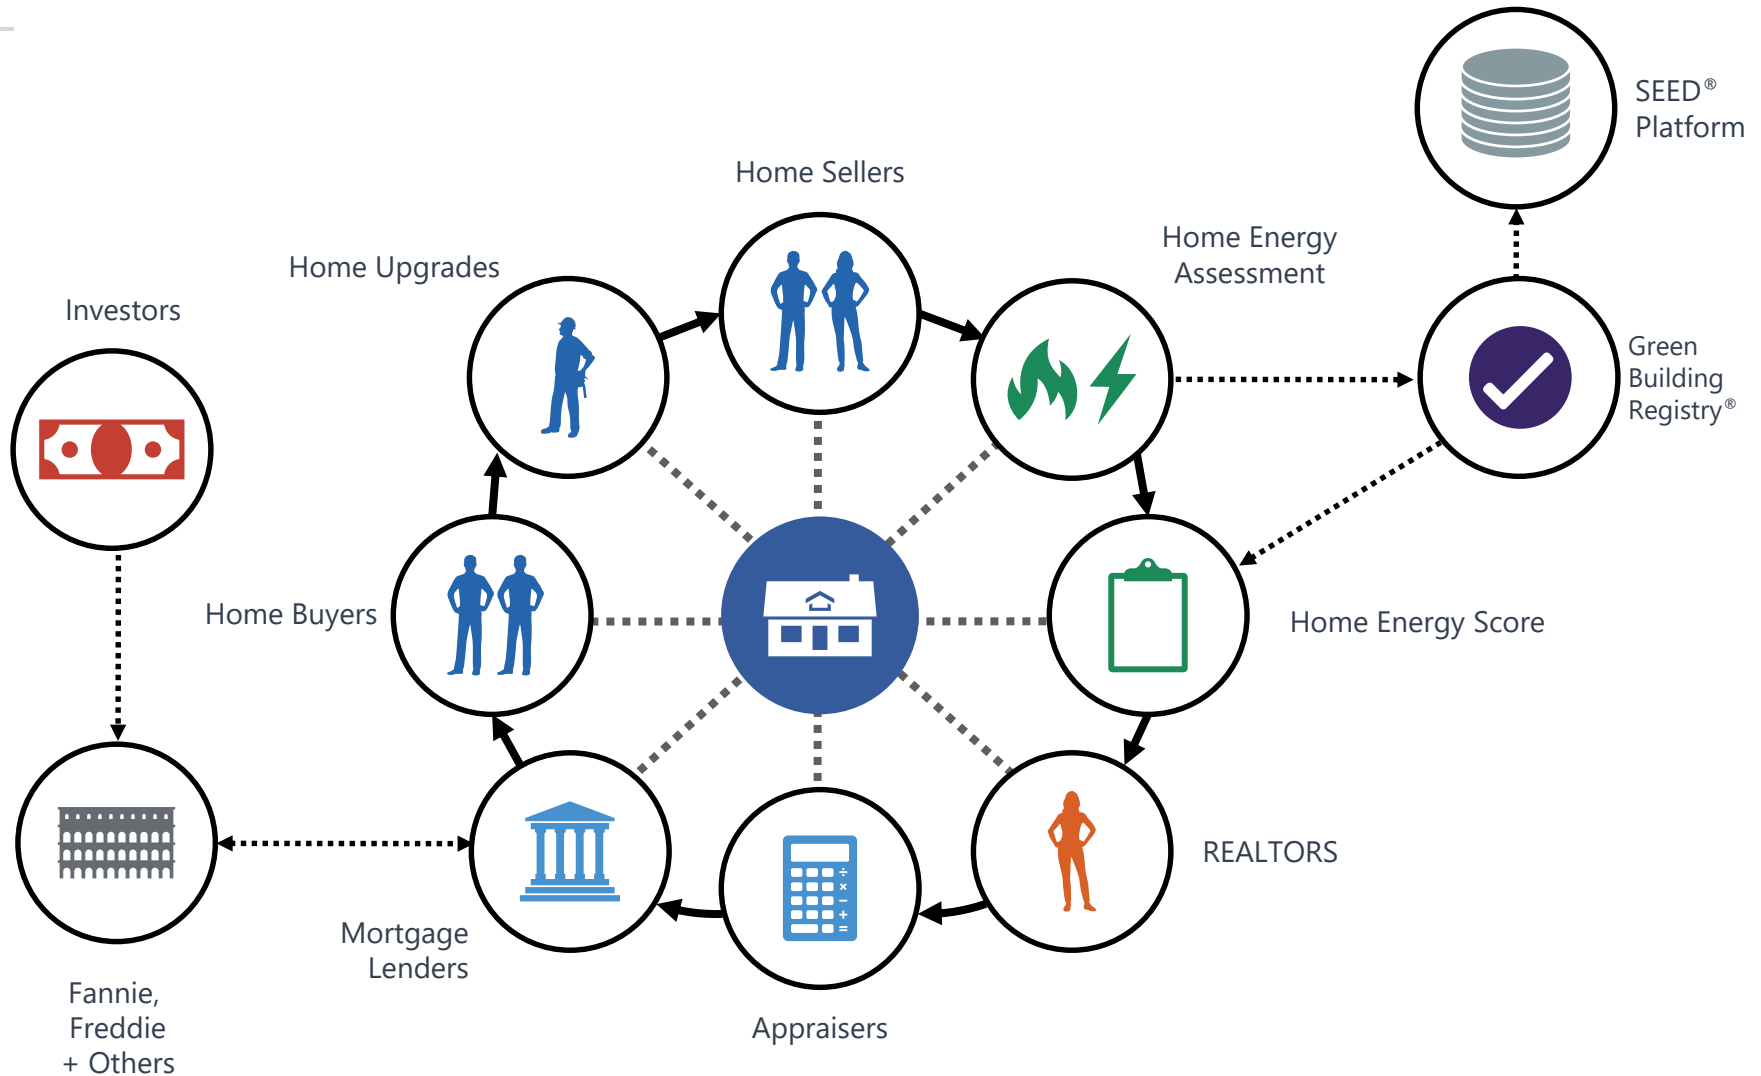 SEED®
Platform
Home Sellers
Home Energy
Assessment
Home Upgrades
Investors
Green
Building
Registry®
Home Buyers
Home Energy Score
REALTORS
Mortgage
Lenders
Fannie,
Freddie
+ Others
Appraisers
÷
×
−
+
=